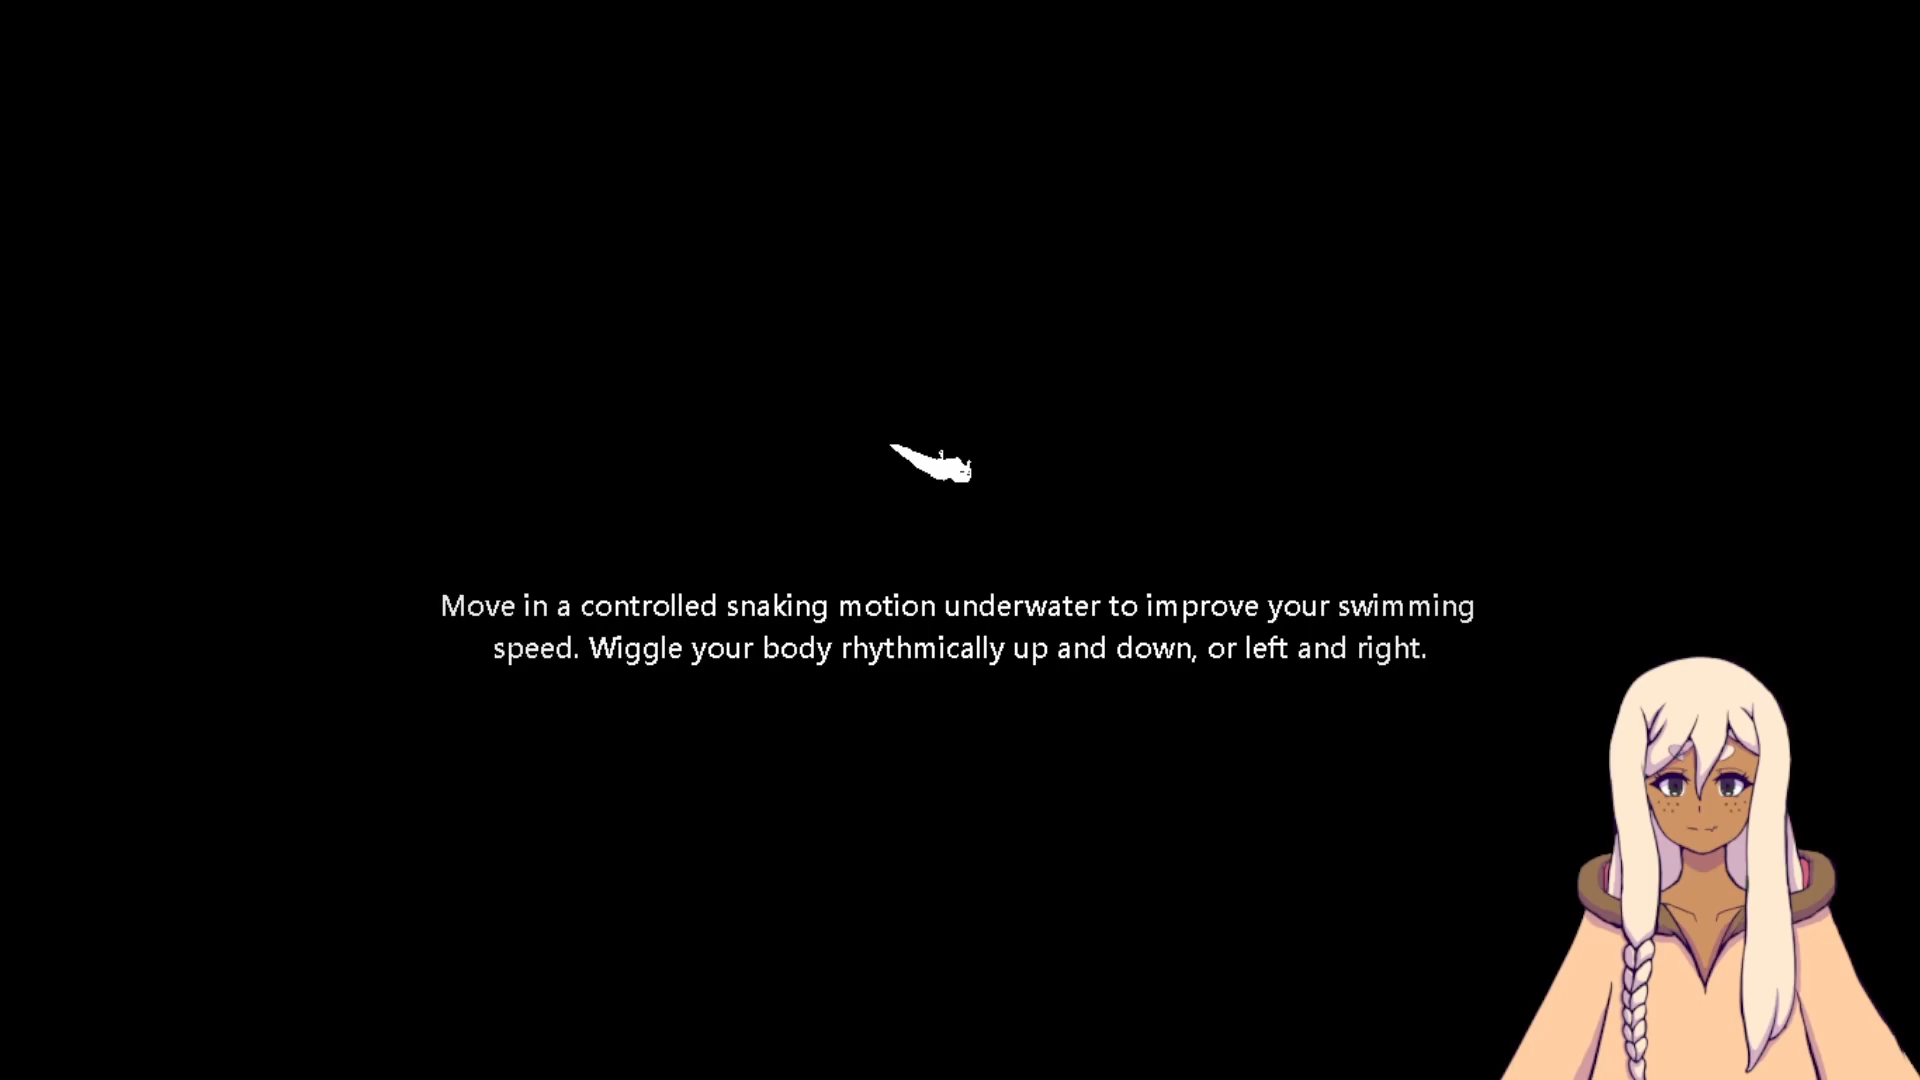 Move in a controlled snaking motion underwater to improve your swimming
speed. Wiggle your body rhythmically up and down, or left and right.